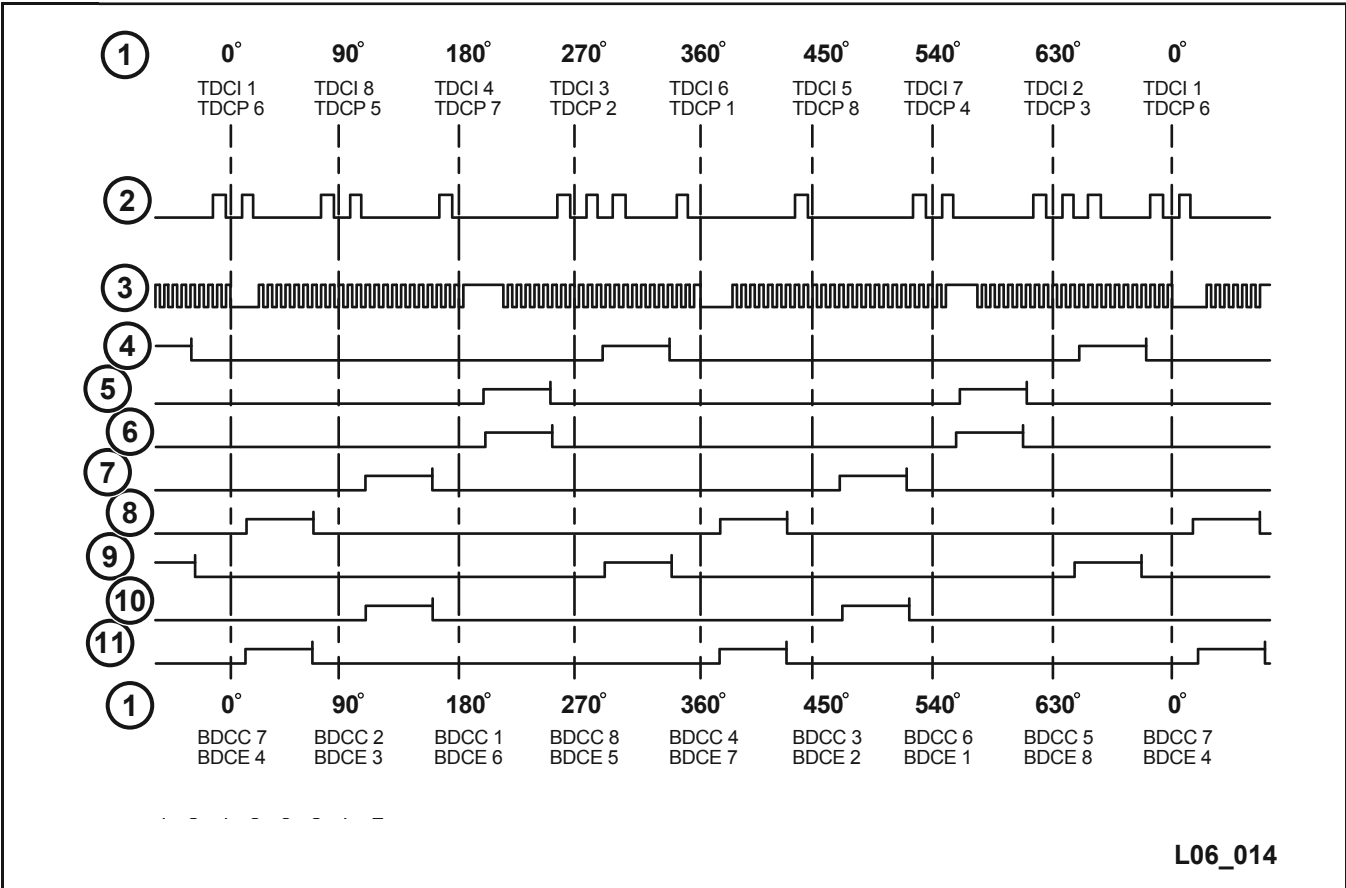 1 0° 90° 180° 270° 360° 450° 540° 630° 0°
TDCI 1 TDCI 8 TDCI 4 TDCI 3 TDCI 6 TDCI 5 TDCI 7 TDCI 2 TDCI 1
TDCP 6 TDCP 5 TDCP 7 TDCP 2 TDCP 1 TDCP 8 TDCP 4 TDCP 3 TDCP 6
2
3
4
5
6
7
8
9
10
11
1 0° 90° 180° 270° 360° 450° 540° 630° 0°
BDCC 7 BDCC 2 BDCC 1 BDCC 8 BDCC 4 BDCC 3 BDCC 6 BDCC 5 BDCC 7
BDCE 4 BDCE 3 BDCE 6 BDCE 5 BDCE 7 BDCE 2 BDCE 1 BDCE 8 BDCE 4
L06_014